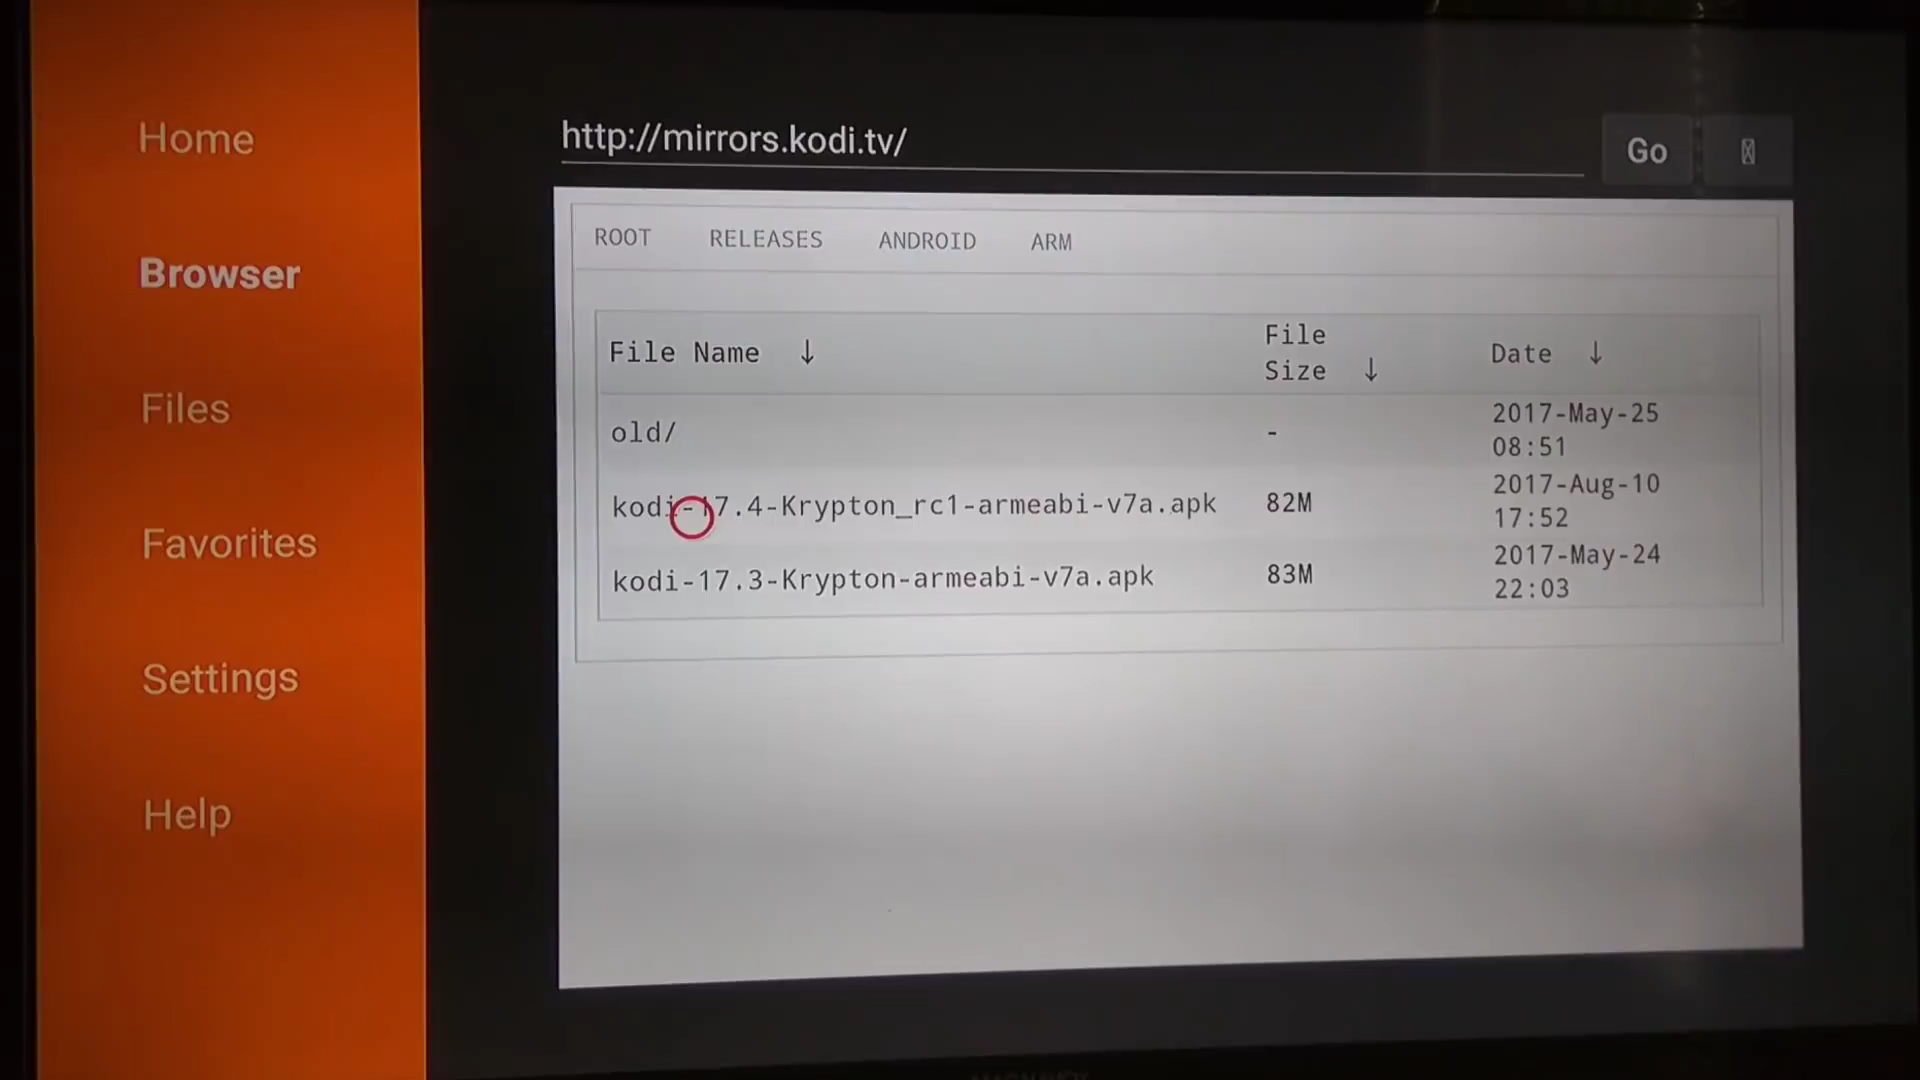 Home
Browser
Files
Favorites
Settings
Help
http://mirrors.kodi.tv/
Go
ROOT RELEASES ANDROID ARM
File Name ↓ File Size ↓ Date ↓
old/ - 2017-May-25 08:51
kodi-17.4-Krypton_rc1-armeabi-v7a.apk 82M 2017-Aug-10 17:52
kodi-17.3-Krypton-armeabi-v7a.apk 83M 2017-May-24 22:03